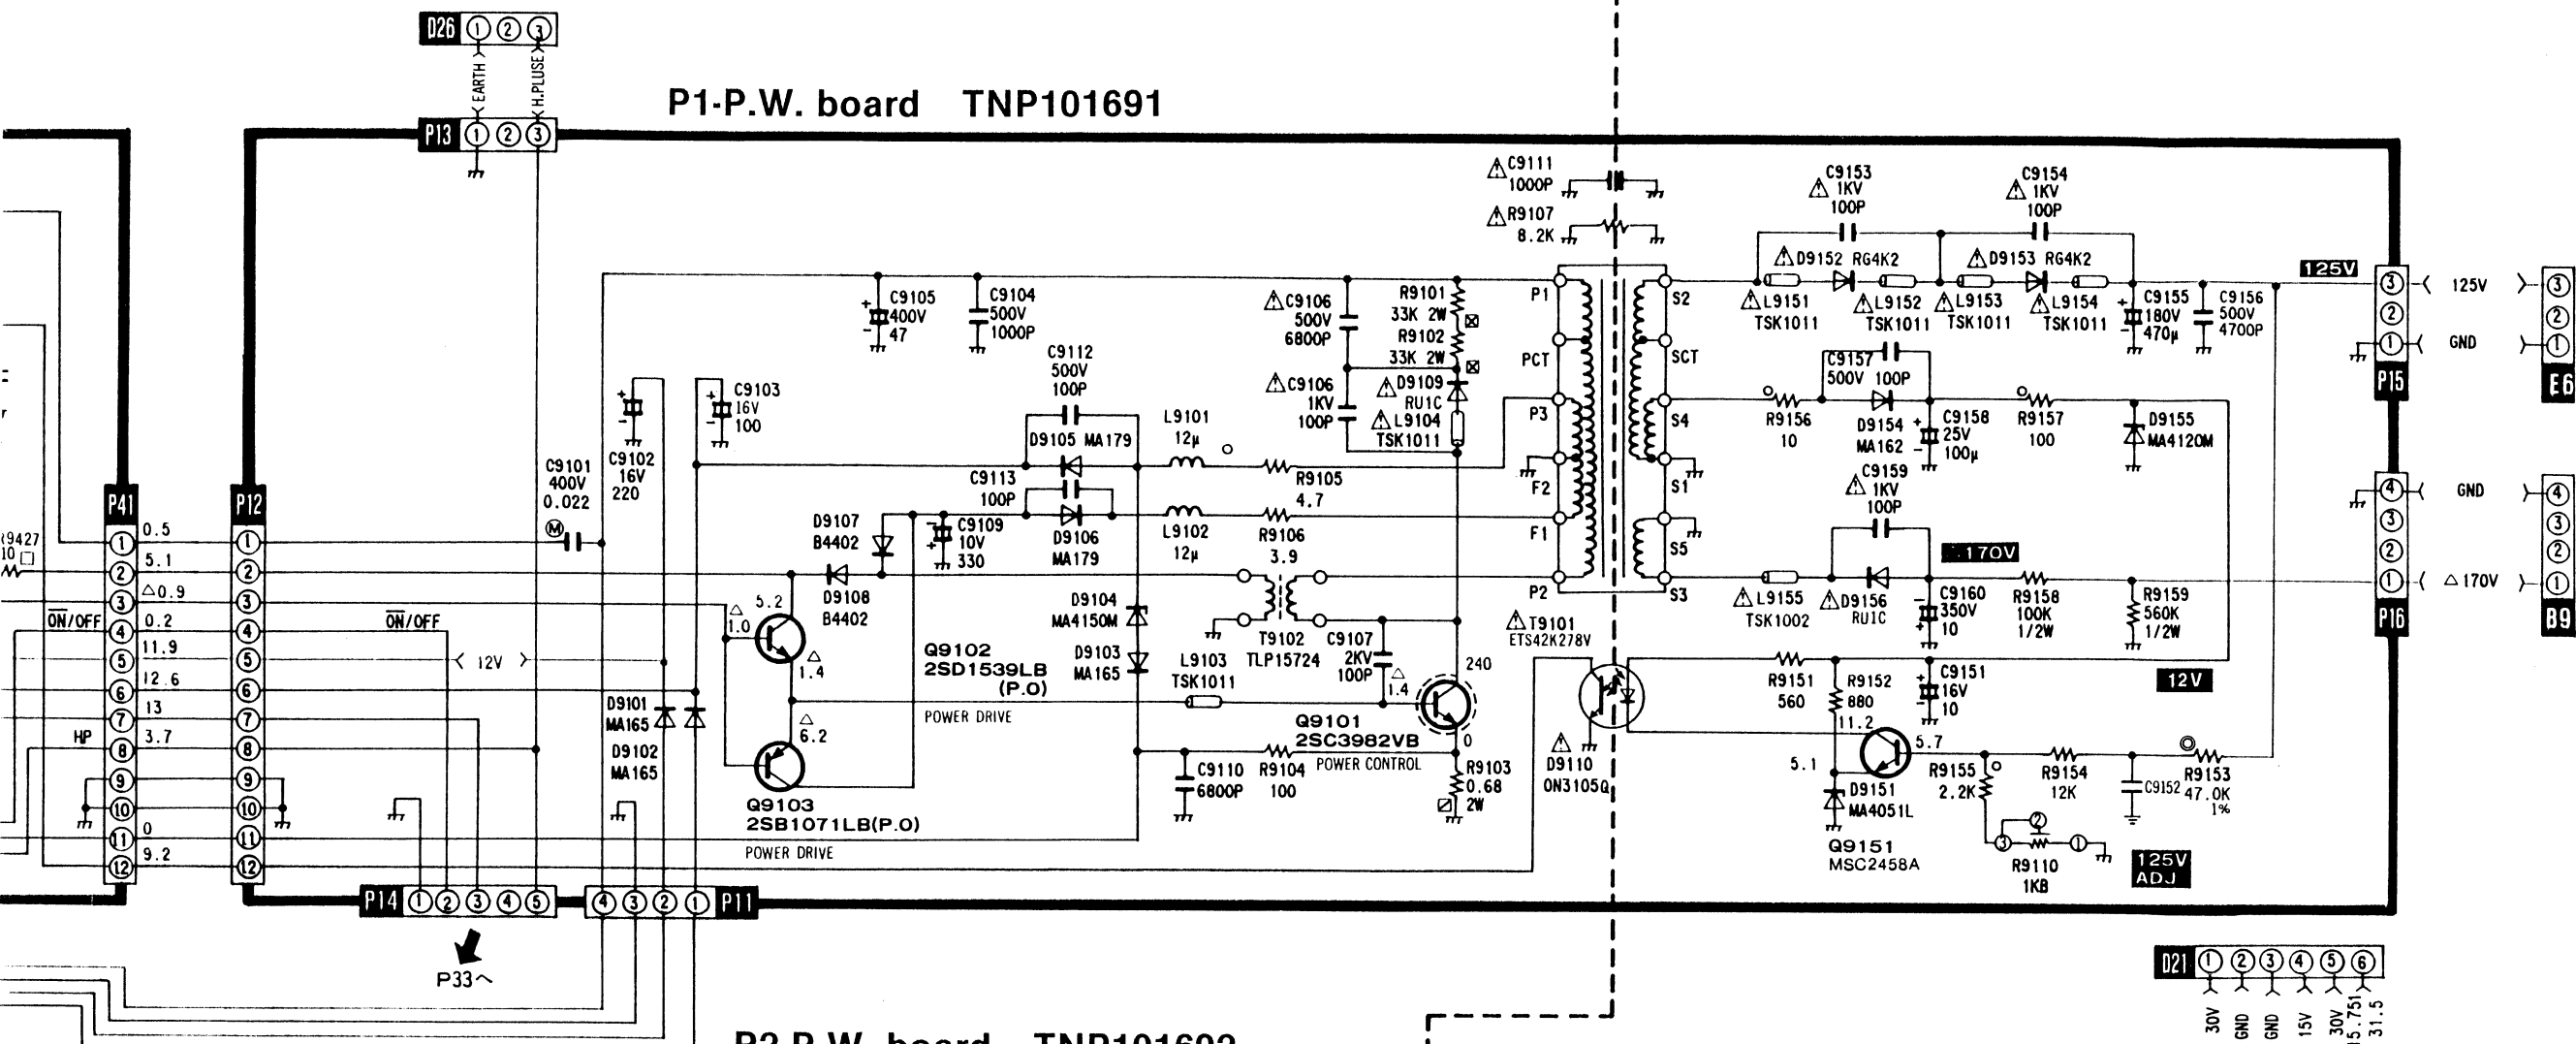 D26 1 2 3
EARTH
H.PLUSE
P1-P.W. board TNP101691
P13 1 2 3
C9111
1000P
R9107
8.2K
C9153
1KV
100P
C9154
1KV
100P
D9152 RG4K2
D9153 RG4K2
L9151
TSK1011
L9152
TSK1011
L9153
TSK1011
L9154
TSK1011
125V
C9155
180V
470μ
C9156
500V
4700P
3 125V 3
2 2
1 GND 1
P15
E6
C9105
400V
47
C9104
500V
1000P
C9106
500V
6800P
R9101
33K 2W
R9102
33K 2W
P1
PCT
P3
F2
F1
P2
S2
SCT
S4
S1
S5
S3
C9112
500V
100P
C9106
1KV
100P
D9109
RU1C
L9104
TSK1011
C9103
16V
100
D9105 MA179
L9101
12μ
R9105
4.7
C9157
500V 100P
R9156
10
D9154
MA162
C9158
25V
100μ
R9157
100
D9155
MA4120M
C9101
400V
0.022
M
C9102
16V
220
C9113
100P
D9107
B4402
C9109
10V
330
D9106
MA179
L9102
12μ
R9106
3.9
C9159
1KV
100P
170V
4 GND 4
3 3
2 2
1 170V 1
P16
B9
P41
P12
R9427
10
1 0.5 1
2 5.1 2
3 0.9 3
ON/OFF 4 0.2 4 ON/OFF
5 11.9 5 12V
6 12.6 6
7 13 7
HP 8 3.7 8
9 9
10 10
11 0 11
12 9.2 12
D9108
B4402
5.2
1.0
1.4
D9104
MA4150M
D9103
MA165
Q9102
2SD1539LB
(P.O)
POWER DRIVE
T9102
TLP15724
C9107
2KV
100P
L9103
TSK1011
1.4
240
0
T9101
ETS42K278V
L9155
TSK1002
D9156
RU1C
C9160
350V
10
R9158
100K
1/2W
R9159
560K
1/2W
D9101
MA165
D9102
MA165
6.2
Q9103
2SB1071LB(P.O)
POWER DRIVE
Q9101
2SC3982VB
POWER CONTROL
C9110
6800P
R9104
100
R9103
0.68
2W
D9110
ON3105Q
R9151
560
R9152
880
C9151
16V
10
12V
11.2
5.7
5.1
D9151
MA4051L
Q9151
MSC2458A
R9155
2.2K
R9154
12K
C9152
R9153
47.0K
1%
3 2 1
R9110
1KB
125V
ADJ
P14 1 2 3 4 5
4 3 2 1 P11
P33
D21 1 2 3 4 5 6
30V
GND
GND
15V
30V
31.5